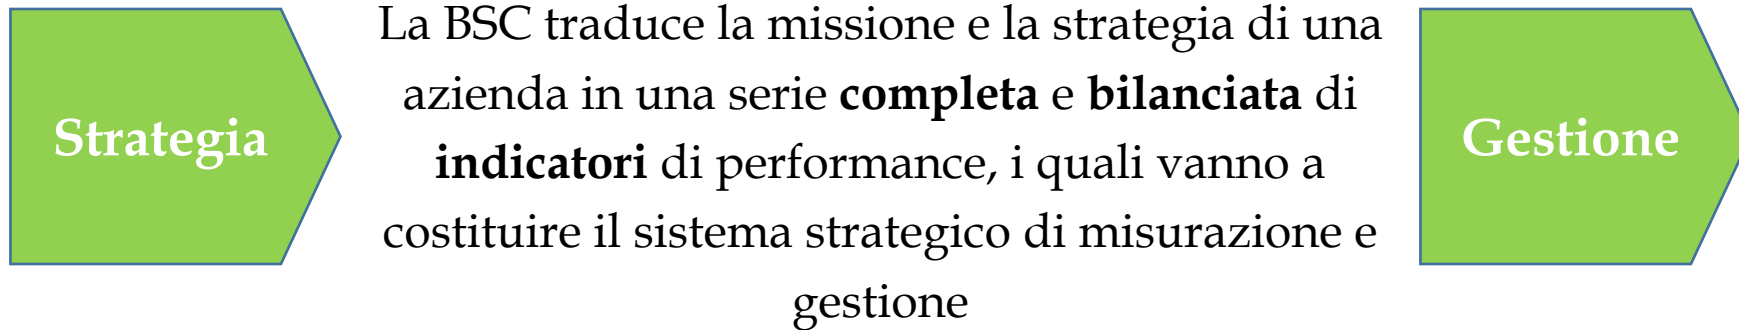 Strategia
La BSC traduce la missione e la strategia di una
azienda in una serie completa e bilanciata di
indicatori di performance, i quali vanno a
costituire il sistema strategico di misurazione e
gestione
Gestione